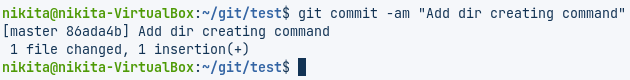 nikita@nikita-VirtualBox:~/git/test$ git commit -am "Add dir creating command"
[master 86ada4b] Add dir creating command
 1 file changed, 1 insertion(+)
nikita@nikita-VirtualBox:~/git/test$